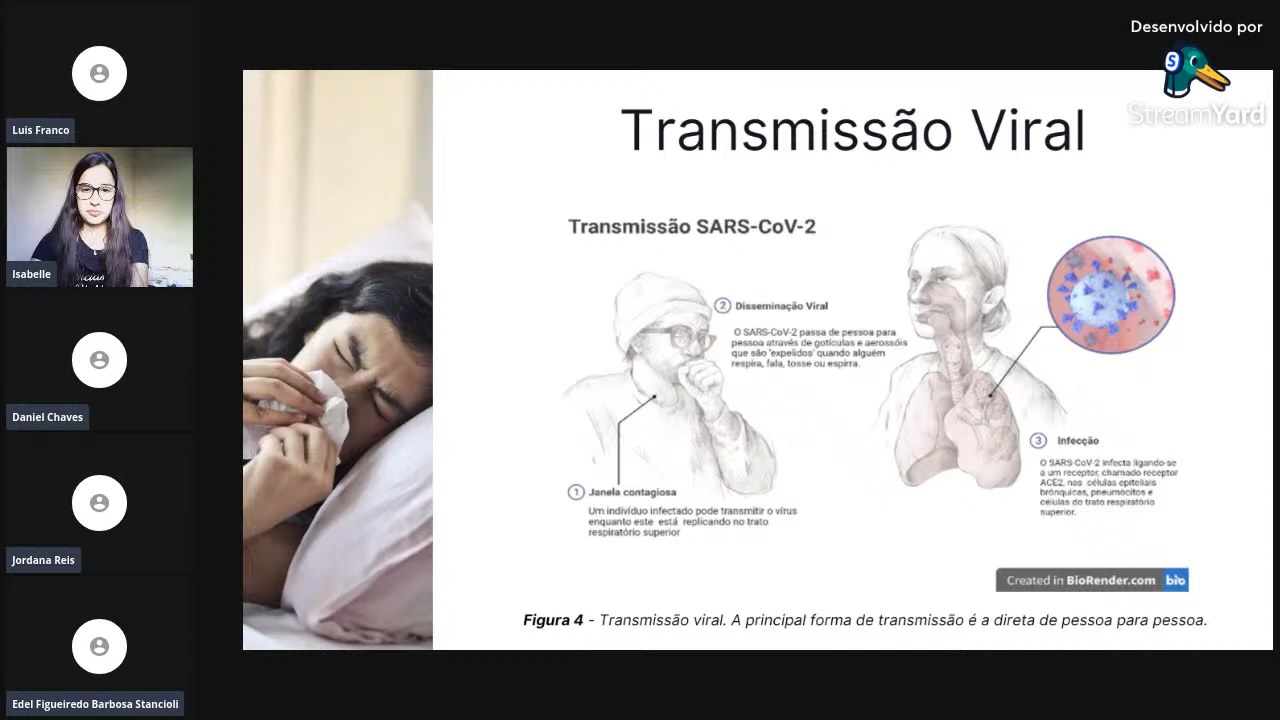 Desenvolvido por
S
StreamYard
Luis Franco
Isabelle
Daniel Chaves
Jordana Reis
Edel Figueiredo Barbosa Stancioli
Transmissão Viral
Transmissão SARS-CoV-2
2 Disseminação Viral
O SARS-CoV-2 passa de pessoa para
pessoa através de gotículas e aerossóis
que são 'expelidos' quando alguém
respira, fala, tosse ou espirra.
1 Janela contagiosa
Um indivíduo infectado pode transmitir o vírus
enquanto este está replicando no trato
respiratório superior
3 Infecção
O SARS-CoV-2 infecta ligando-se
a um receptor, chamado receptor
ACE2, nas células epiteliais
brônquicas, pneumócitos e
células do trato respiratório
superior.
Created in BioRender.com bio
Figura 4 - Transmissão viral. A principal forma de transmissão é a direta de pessoa para pessoa.